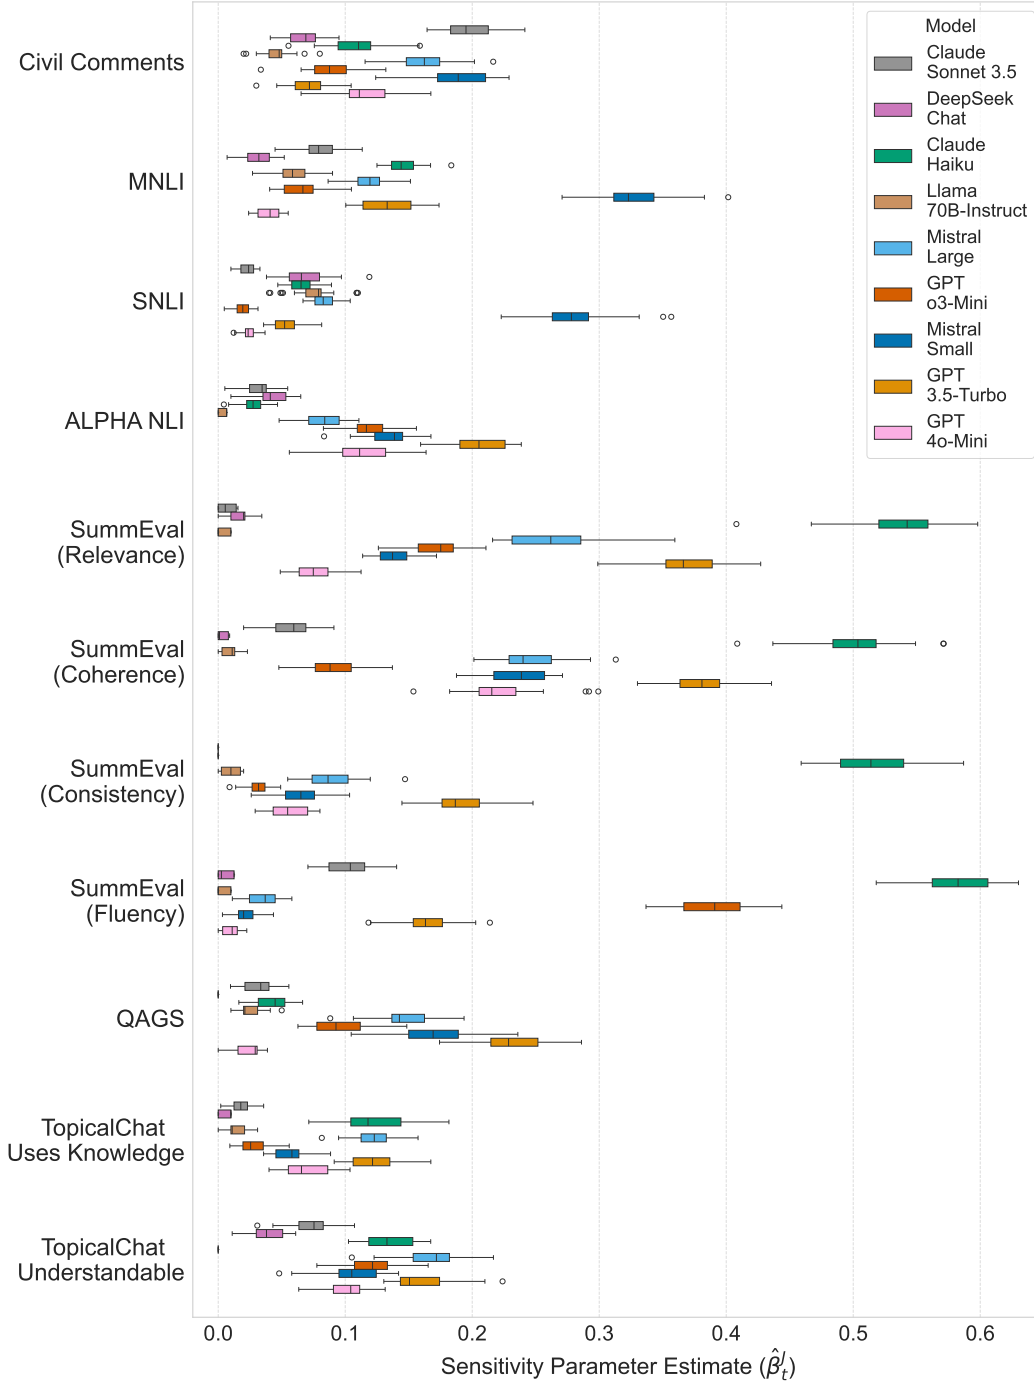 Civil Comments
MNLI
SNLI
ALPHA NLI
SummEval
(Relevance)
SummEval
(Coherence)
SummEval
(Consistency)
SummEval
(Fluency)
QAGS
TopicalChat
Uses Knowledge
TopicalChat
Understandable
Model
Claude
Sonnet 3.5
DeepSeek
Chat
Claude
Haiku
Llama
70B-Instruct
Mistral
Large
GPT
o3-Mini
Mistral
Small
GPT
3.5-Turbo
GPT
4o-Mini
0.0 0.1 0.2 0.3 0.4 0.5 0.6
Sensitivity Parameter Estimate ($\hat{\beta}_t^J$)